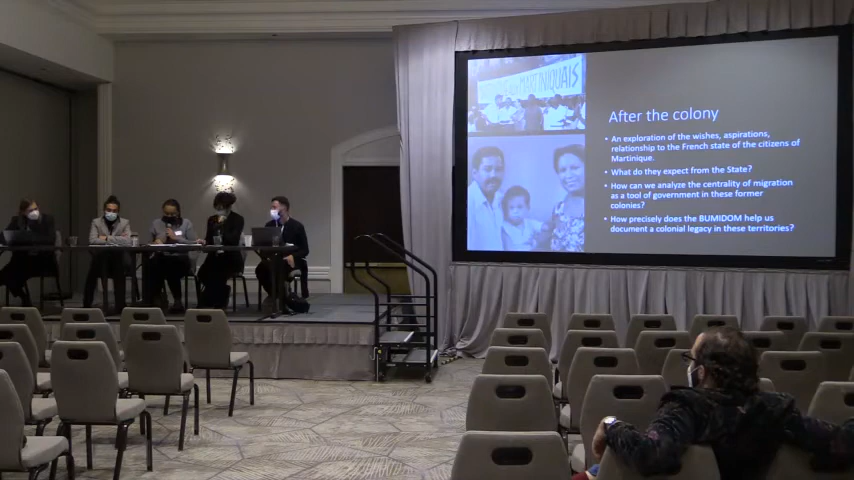 MARTINIQUAIS
After the colony
• An exploration of the wishes, aspirations,
relationship to the French state of the citizens of
Martinique.
• What do they expect from the State?
• How can we analyze the centrality of migration
as a tool of government in these former
colonies?
• How precisely does the BUMIDOM help us
document a colonial legacy in these territories?